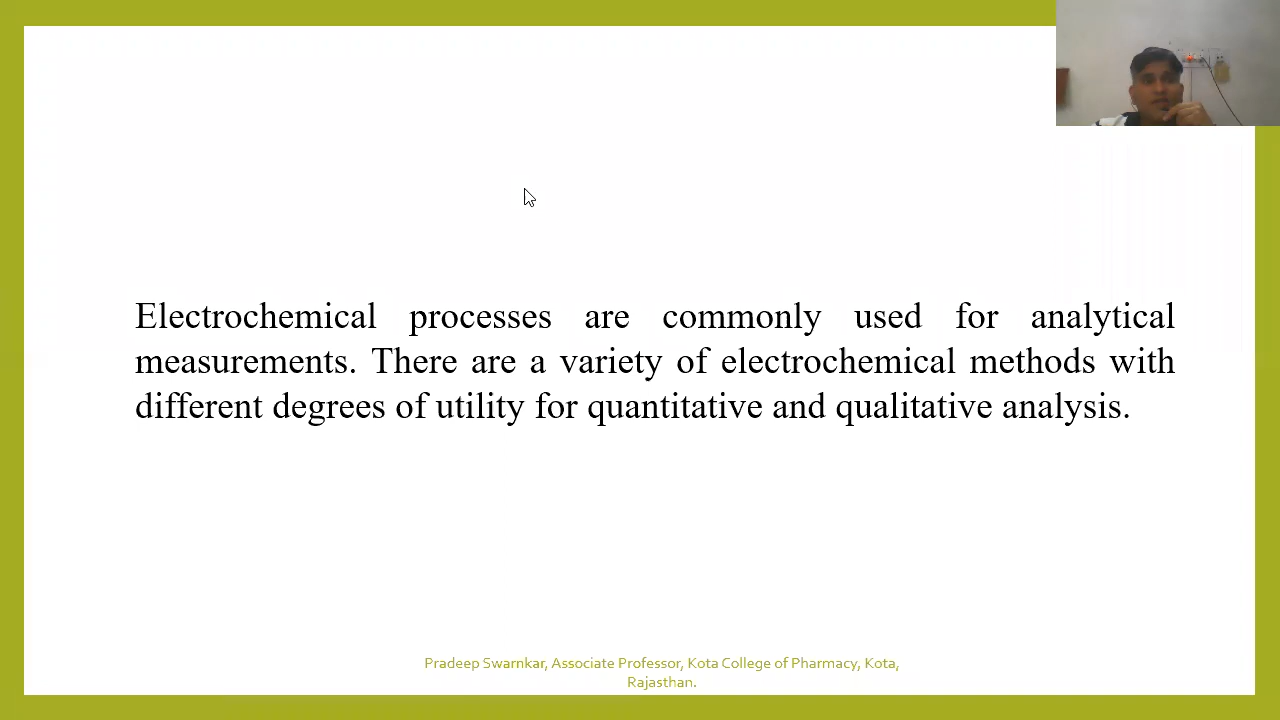 Electrochemical processes are commonly used for analytical
measurements. There are a variety of electrochemical methods with
different degrees of utility for quantitative and qualitative analysis.
Pradeep Swarnkar, Associate Professor, Kota College of Pharmacy, Kota,
Rajasthan.